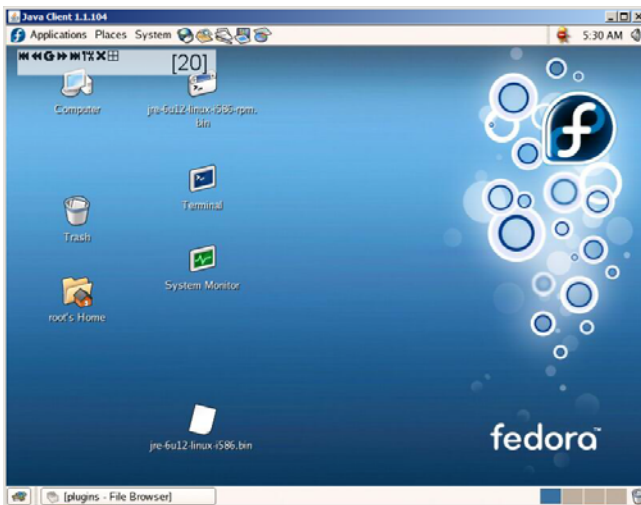 Java Client 1.1.104
Applications Places System
5:30 AM
[20]
Computer
jre-6u12-linux-i586-rpm.
bin
Terminal
Trash
System Monitor
root's Home
fedora™
jre-6u12-linux-i586.bin
[plugins - File Browser]